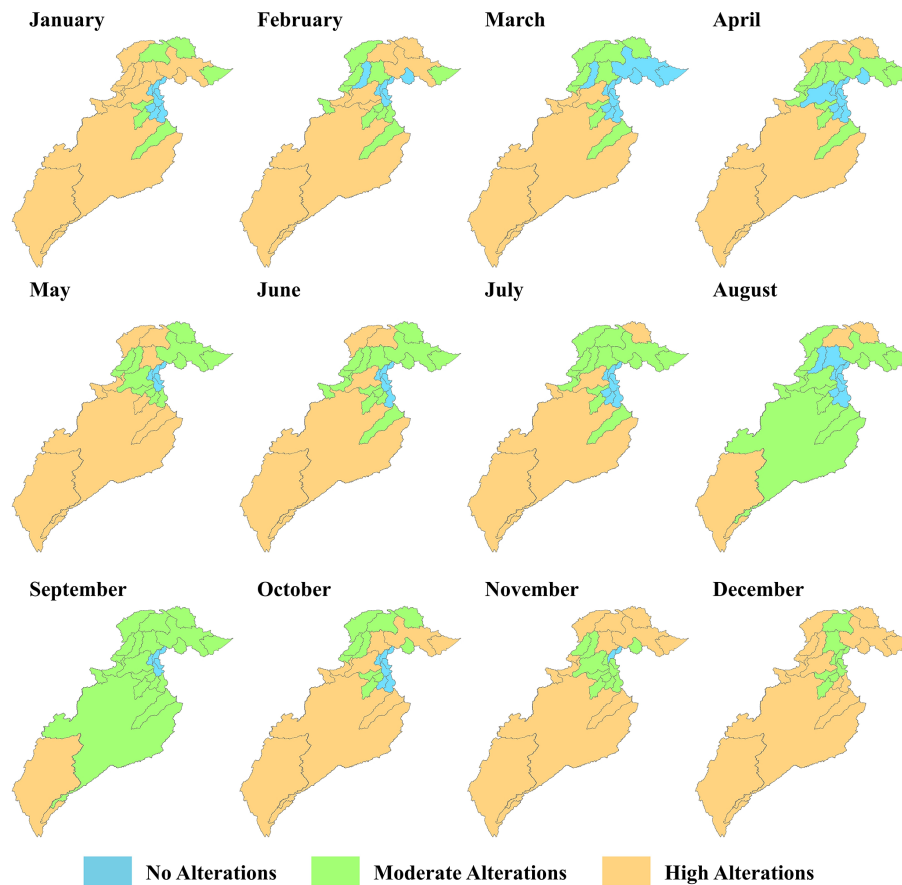 January
February
March
April
May
June
July
August
September
October
November
December
No Alterations
Moderate Alterations
High Alterations